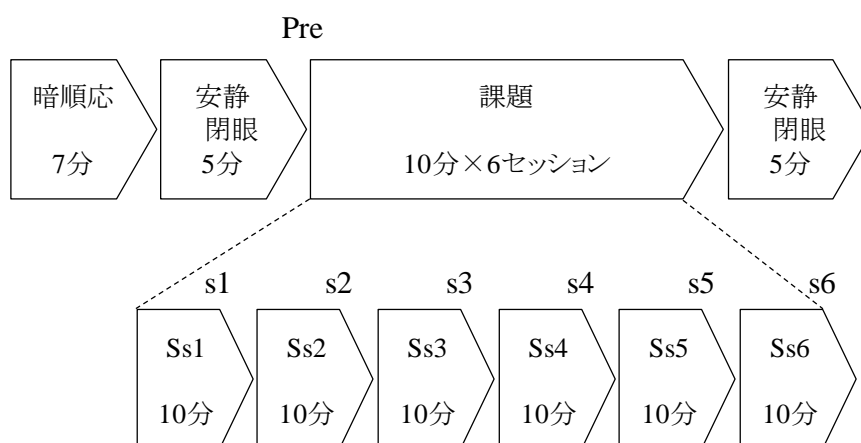 Pre
暗順応
7分
安静
閉眼
5分
課題
10分×6セッション
安静
閉眼
5分
s1
s2
s3
s4
s5
s6
Ss1
10分
Ss2
10分
Ss3
10分
Ss4
10分
Ss5
10分
Ss6
10分